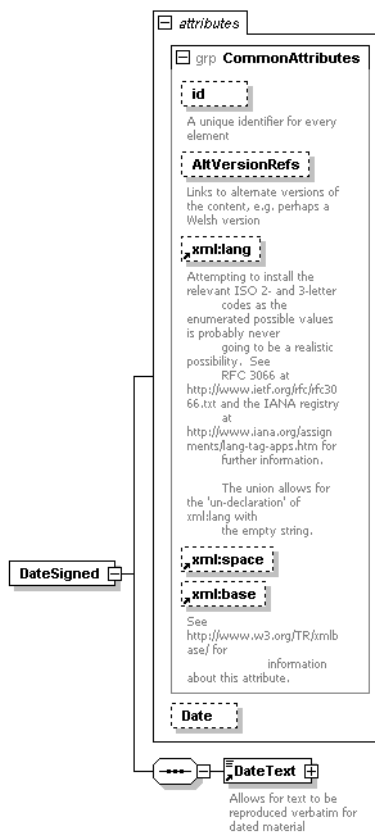 attributes
grp CommonAttributes
id
A unique identifier for every
element
AltVersionRefs
Links to alternate versions of
the content, e.g. perhaps a
Welsh version
xml:lang
Attempting to install the
relevant ISO 2- and 3-letter
codes as the
enumerated possible values
is probably never
going to be a realistic
possibility. See
RFC 3066 at
http://www.ietf.org/rfc/rfc30
66.txt and the IANA registry
at
http://www.iana.org/assign
ments/lang-tag-apps.htm for
further information.
The union allows for
the 'un-declaration' of
xml:lang with
the empty string.
xml:space
xml:base
See
http://www.w3.org/TR/xmlb
ase/ for
information
about this attribute.
Date
DateSigned
DateText
Allows for text to be
reproduced verbatim for
dated material